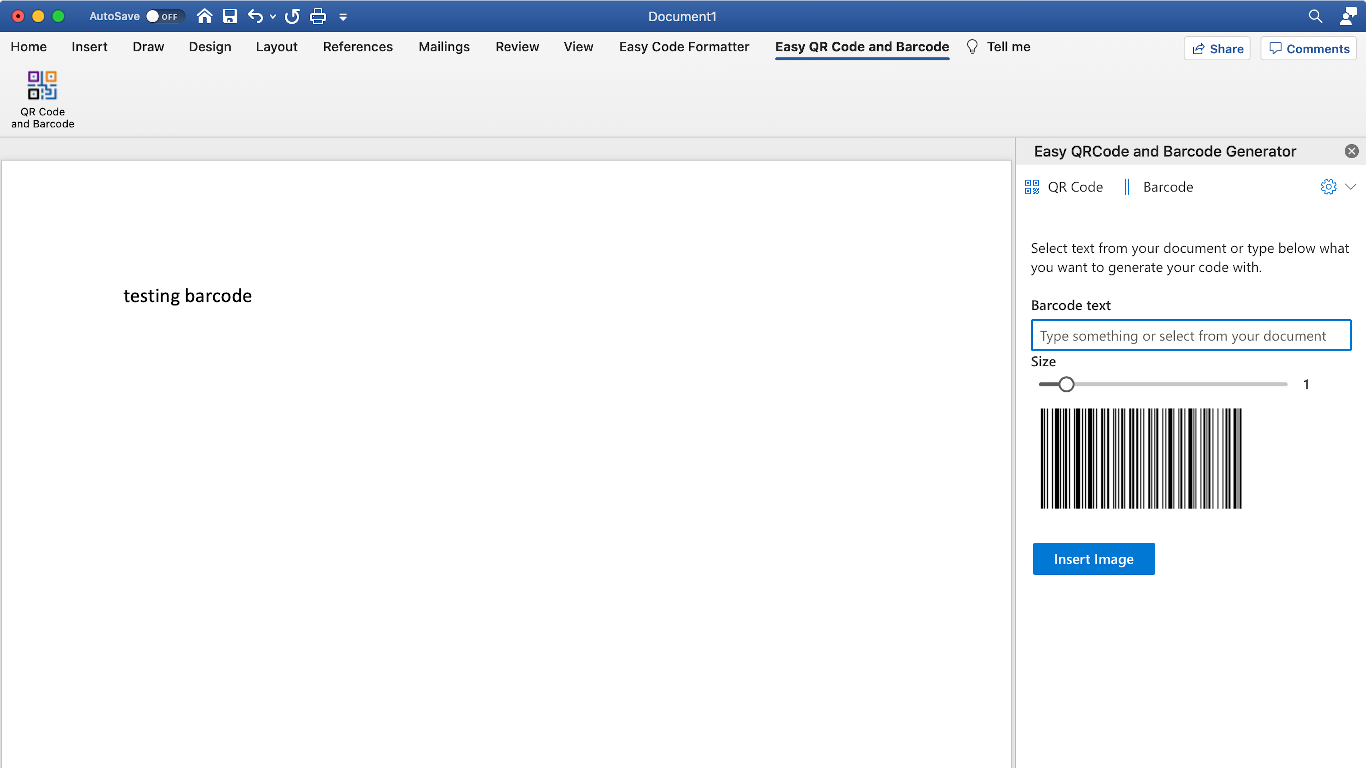 AutoSave OFF
Document1
Home Insert Draw Design Layout References Mailings Review View Easy Code Formatter Easy QR Code and Barcode Tell me Share Comments
QR Code
and Barcode
Easy QRCode and Barcode Generator
QR Code Barcode
Select text from your document or type below what
you want to generate your code with.
testing barcode
Barcode text
Type something or select from your document
Size
1
Insert Image